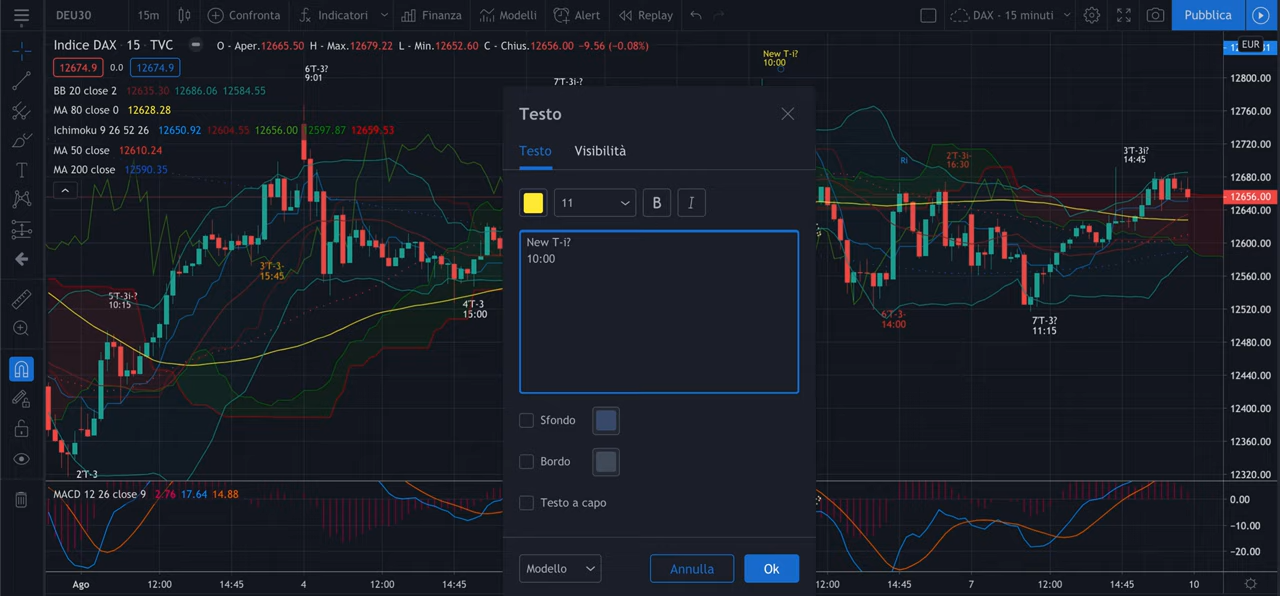 DEU30 15m Confronta Indicatori Finanza Modelli Alert Replay DAX - 15 minuti Pubblica
Indice DAX 15 TVC O - Aper.12665.50 H - Max.12679.22 L - Min.12652.60 C - Chius.12656.00 -9.56 (-0.08%)
12674.9 0.0 12674.9
BB 20 close 2 12635.30 12686.06 12584.55
MA 80 close 0 12628.28
Ichimoku 9 26 52 26 12650.92 12604.55 12656.00 12597.87 12659.53
MA 50 close 12610.24
MA 200 close 12590.35
6'T-3?
9:01
7'T-3i-?
New T-i?
10:00
5'T-3i-?
10:15
3'T-3-
15:45
4'T-3
15:00
2'T-3
Testo
Testo Visibilità
11 B I
New T-i?
10:00
Sfondo
Bordo
Testo a capo
Modello Annulla Ok
Ri
2'T-3i-
16:30
3'T-3i?
14:45
6'T-3-
14:00
7'T-3?
11:15
EUR
12800.00
12760.00
12720.00
12680.00
12656.00
12640.00
12600.00
12560.00
12520.00
12480.00
12440.00
12400.00
12360.00
12320.00
MACD 12 26 close 9 2.76 17.64 14.88
0.00
-10.00
-20.00
Ago 12:00 14:45 4 12:00 14:45 12:00 14:45 7 12:00 14:45 10